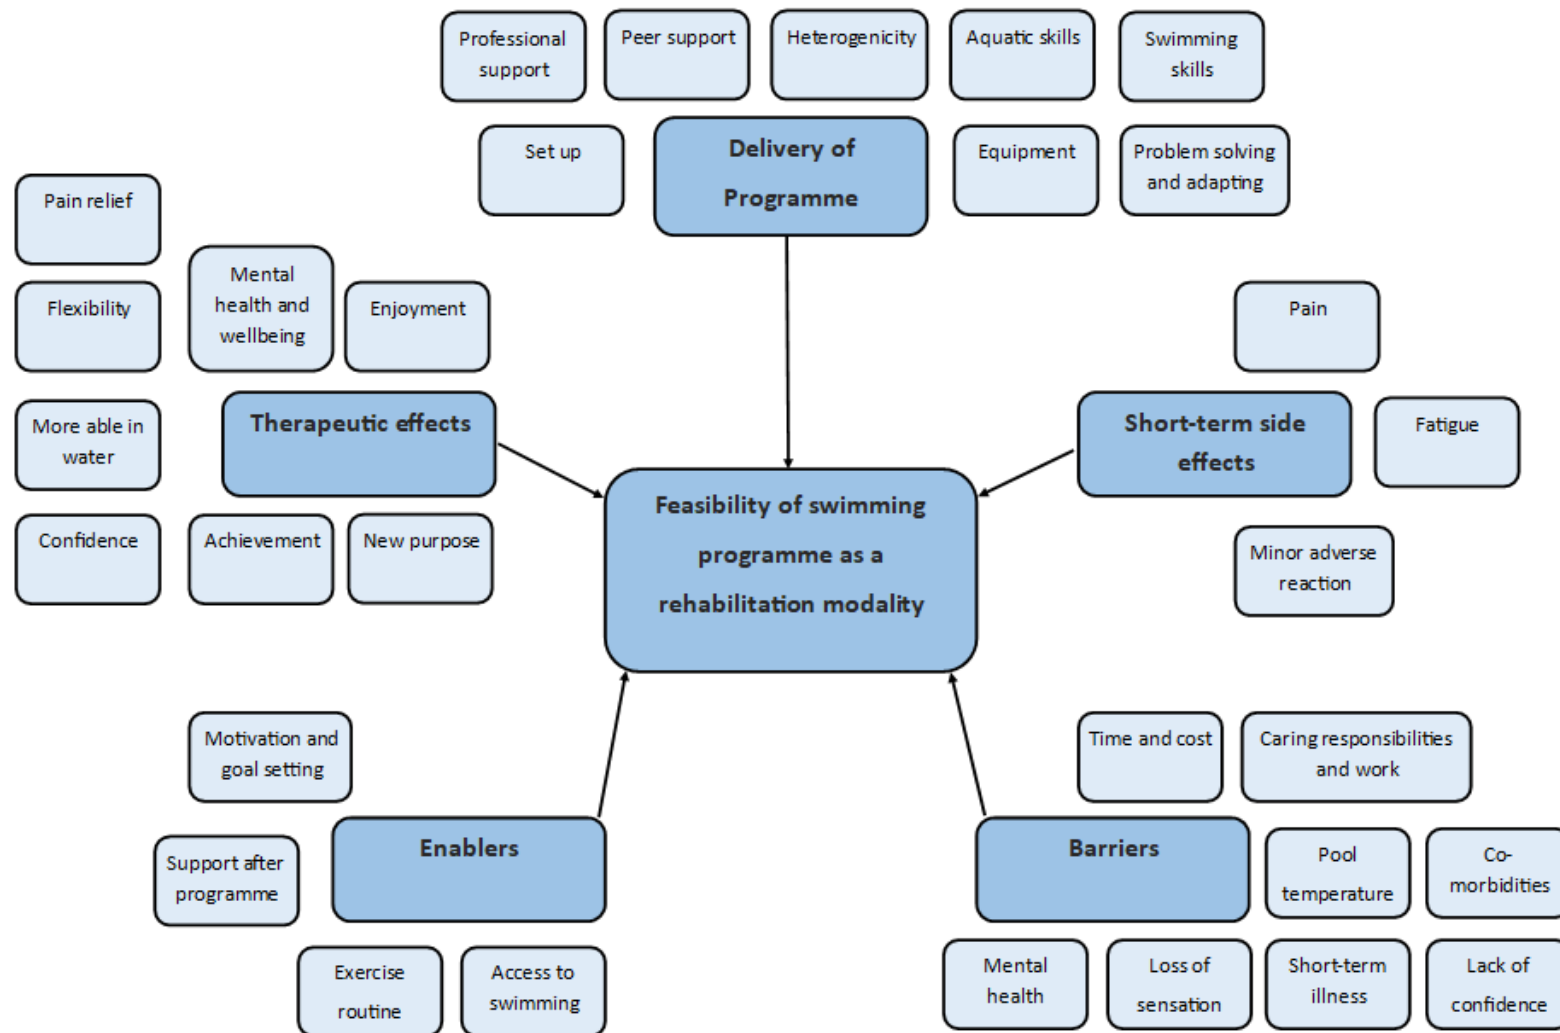 Professional
support
Peer support
Heterogenicity
Aquatic skills
Swimming
skills
Set up
Delivery of
Programme
Equipment
Problem solving
and adapting
Pain relief
Flexibility
Mental
health and
wellbeing
Enjoyment
More able in
water
Therapeutic effects
Confidence
Achievement
New purpose
Pain
Short-term side
effects
Fatigue
Minor adverse
reaction
Feasibility of swimming
programme as a
rehabilitation modality
Motivation and
goal setting
Support after
programme
Enablers
Exercise
routine
Access to
swimming
Time and cost
Caring responsibilities
and work
Barriers
Pool
temperature
Co-
morbidities
Mental
health
Loss of
sensation
Short-term
illness
Lack of
confidence